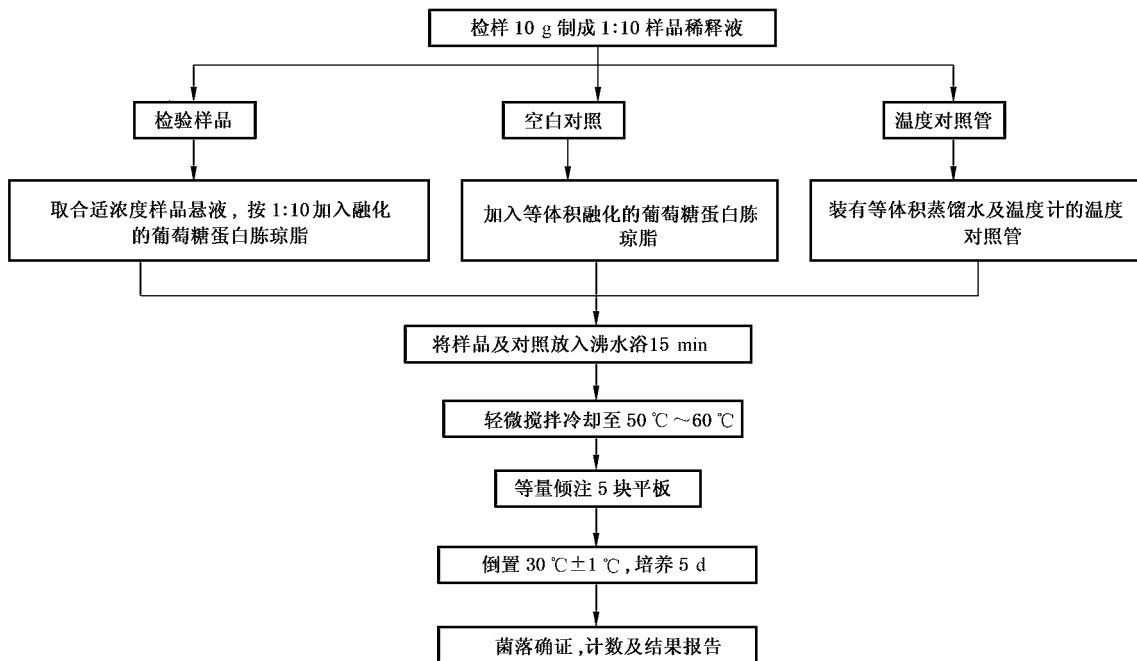 检样 10 g 制成 1:10 样品稀释液
检验样品
空白对照
温度对照管
取合适浓度样品悬液，按 1:10 加入融化
的葡萄糖蛋白胨琼脂
加入等体积融化的葡萄糖蛋白胨
琼脂
装有等体积蒸馏水及温度计的温度
对照管
将样品及对照放入沸水浴15 min
轻微搅拌冷却至 50 ℃～60 ℃
等量倾注 5 块平板
倒置 30 ℃±1 ℃,培养 5 d
菌落确证,计数及结果报告